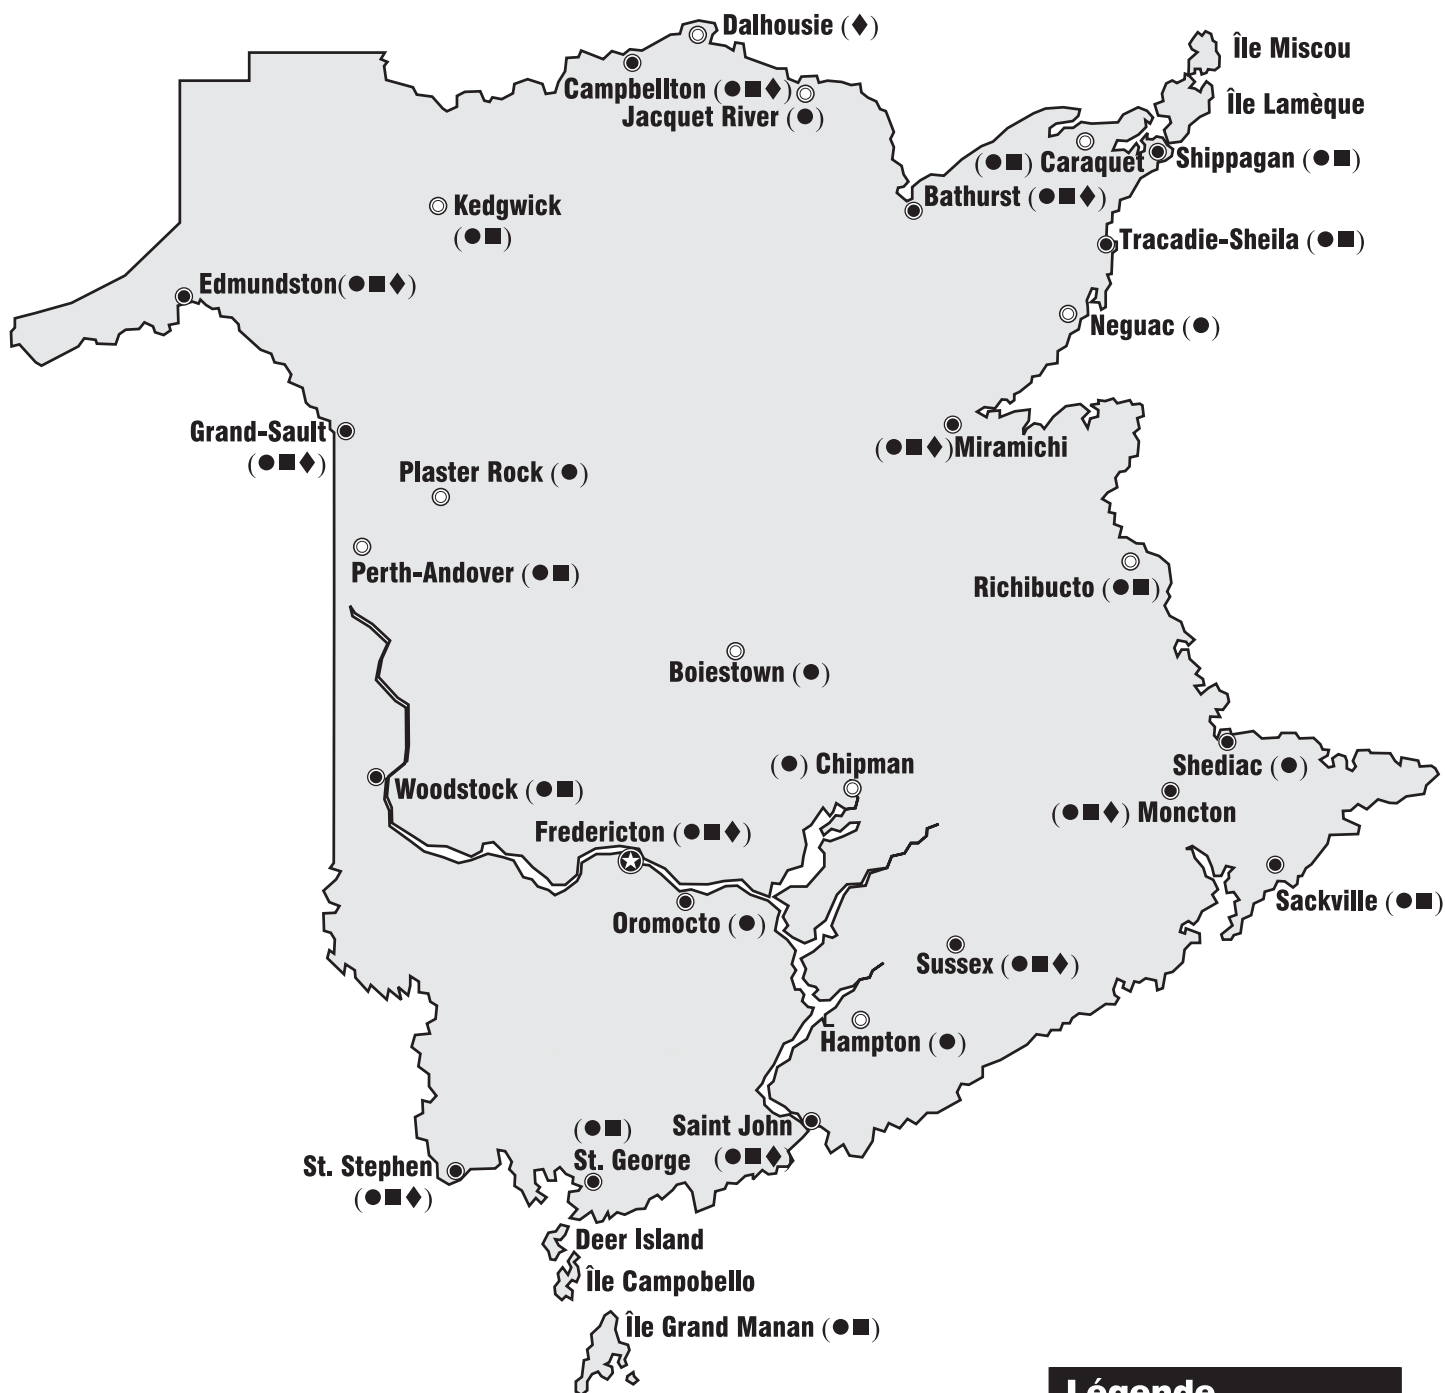 Dalhousie (♦)
Île Miscou
Campbellton (●■♦)
Île Lamèque
Jacquet River (●)
(●■) Caraquet
Shippagan (●■)
Bathurst (●■♦)
Kedgwick
(●■)
Tracadie-Sheila (●■)
Edmundston(●■♦)
Neguac (●)
Grand-Sault
(●■♦)
(●■♦)Miramichi
Plaster Rock (●)
Perth-Andover (●■)
Richibucto (●■)
Boiestown (●)
(●) Chipman
Shediac (●)
Woodstock (●■)
(●■♦) Moncton
Fredericton (●■♦)
Sackville (●■)
Oromocto (●)
Sussex (●■♦)
Hampton (●)
(●■)
Saint John
(●■♦)
St. George
St. Stephen
(●■♦)
Deer Island
Île Campobello
Île Grand Manan (●■)
Légende